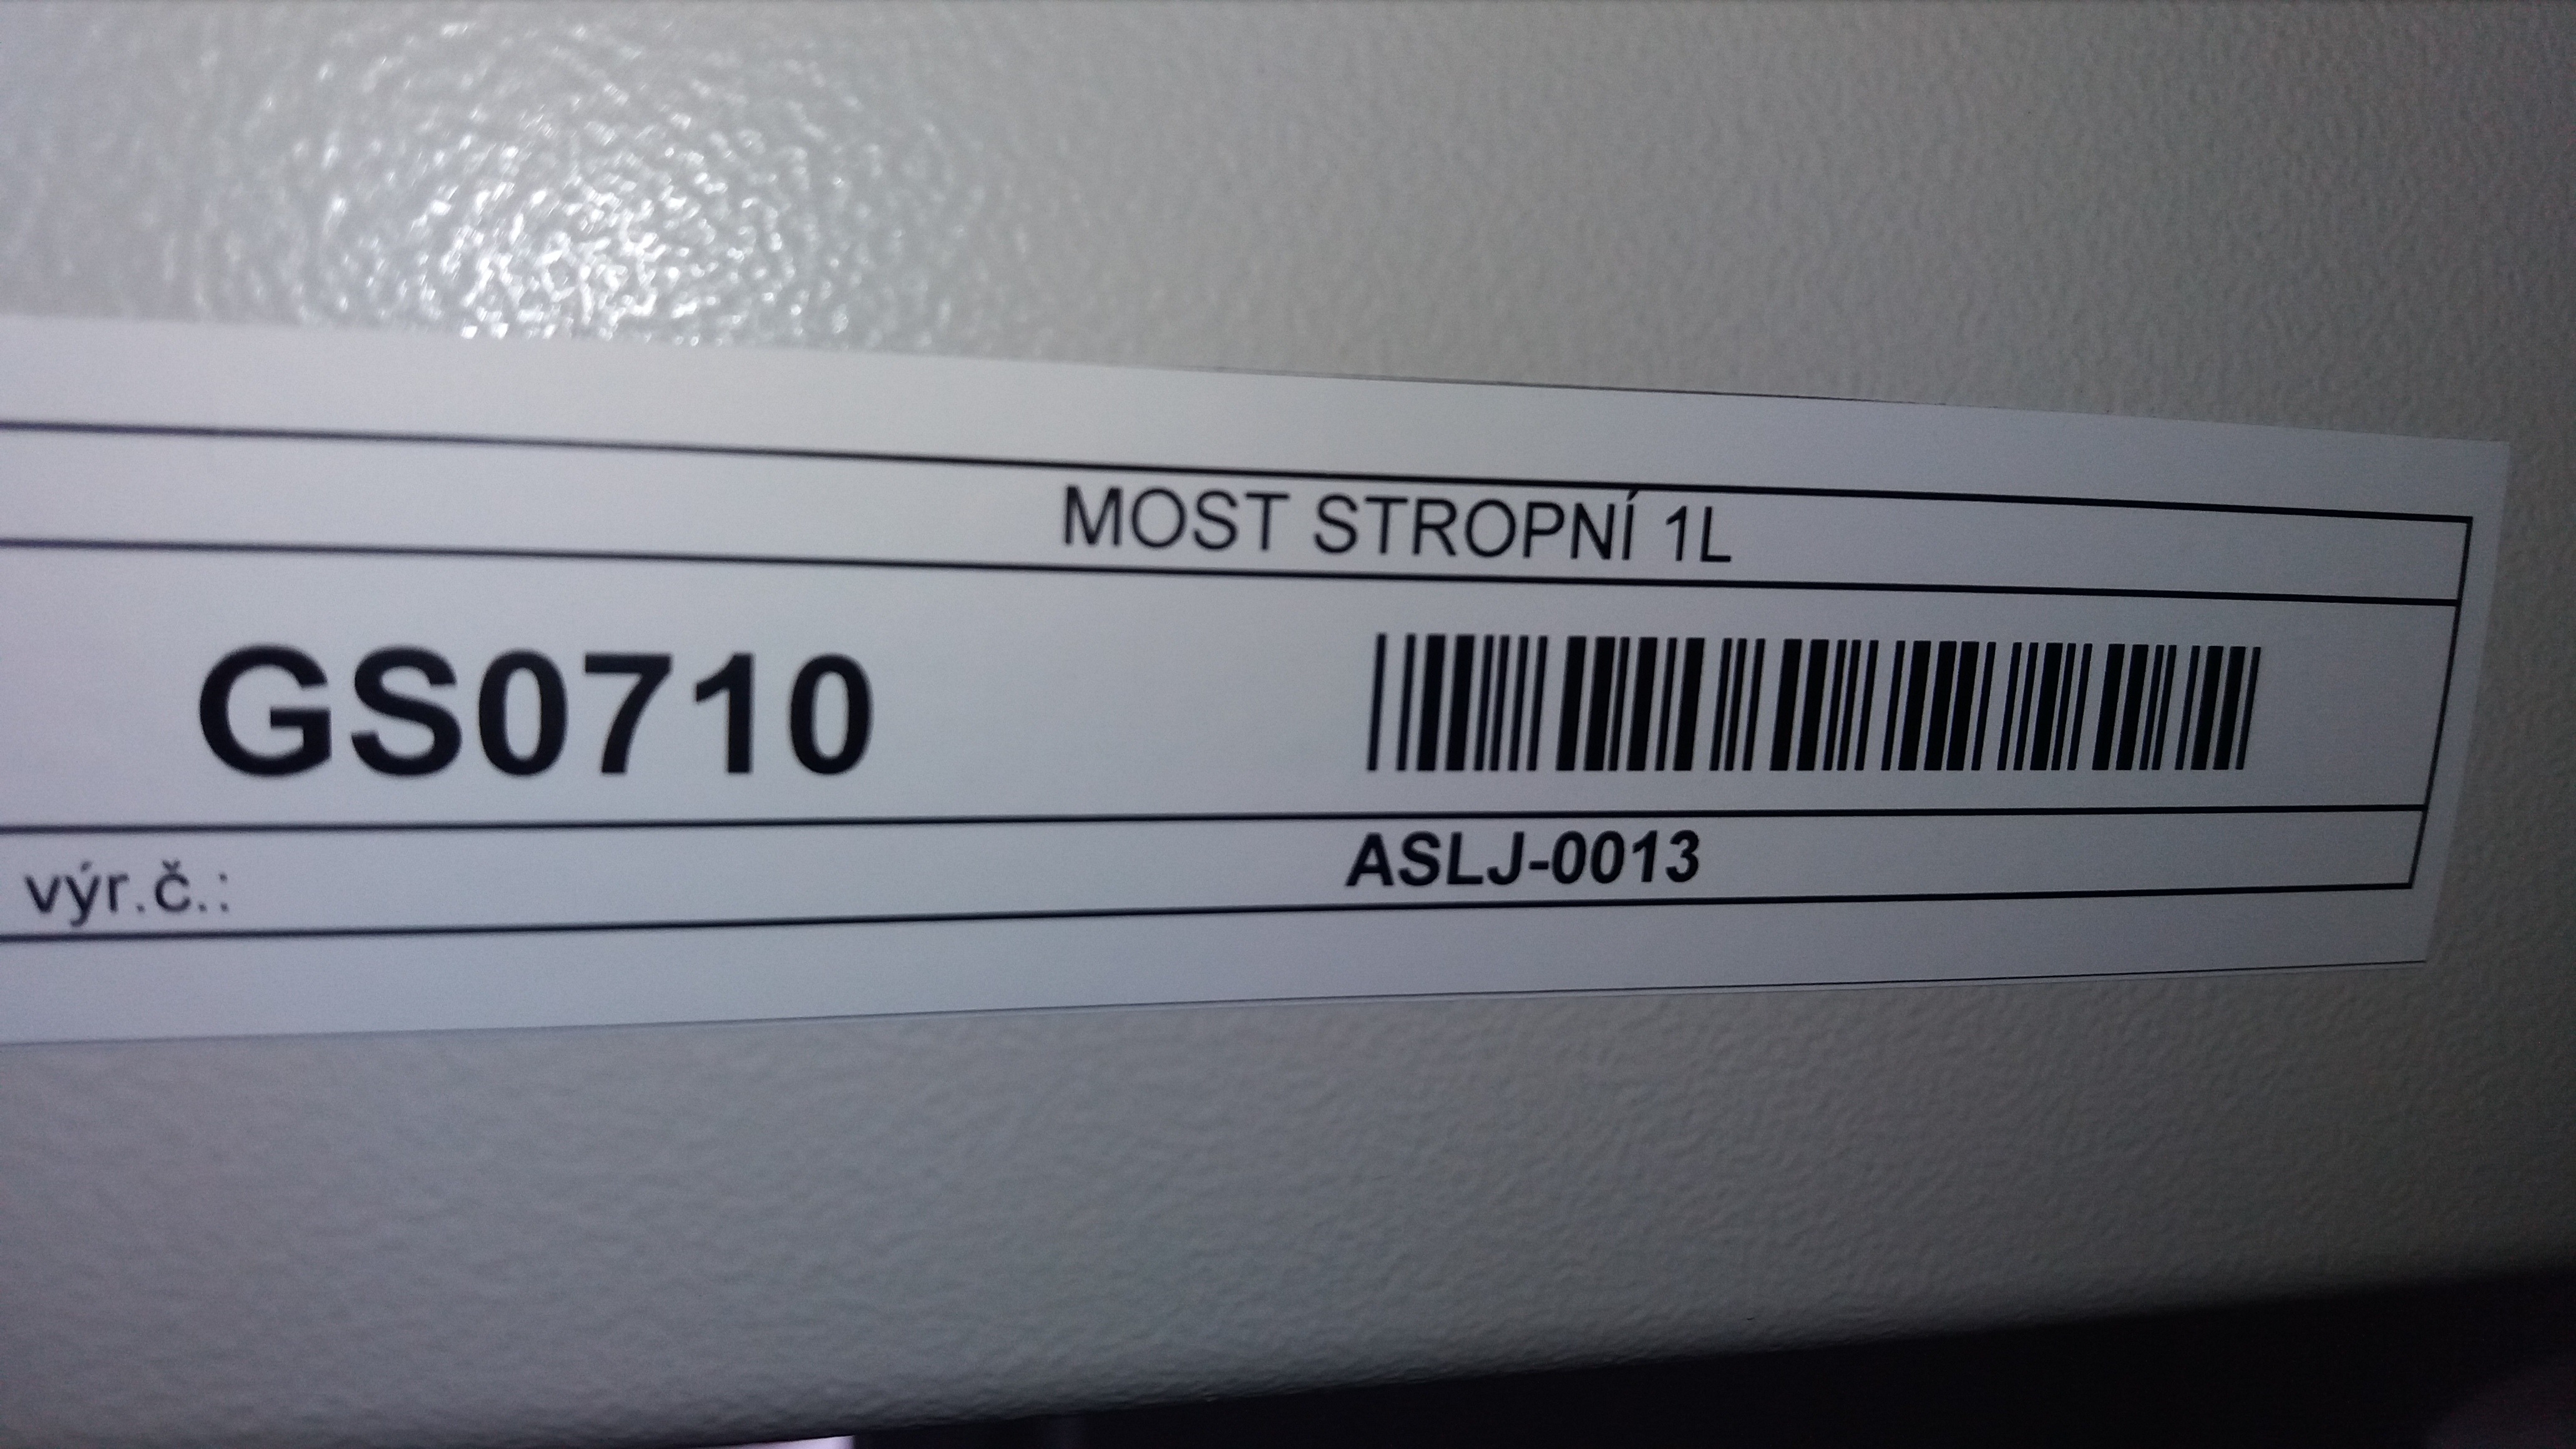 MOST STROPNÍ 1L
GS0710
výr.č.: ASLJ-0013